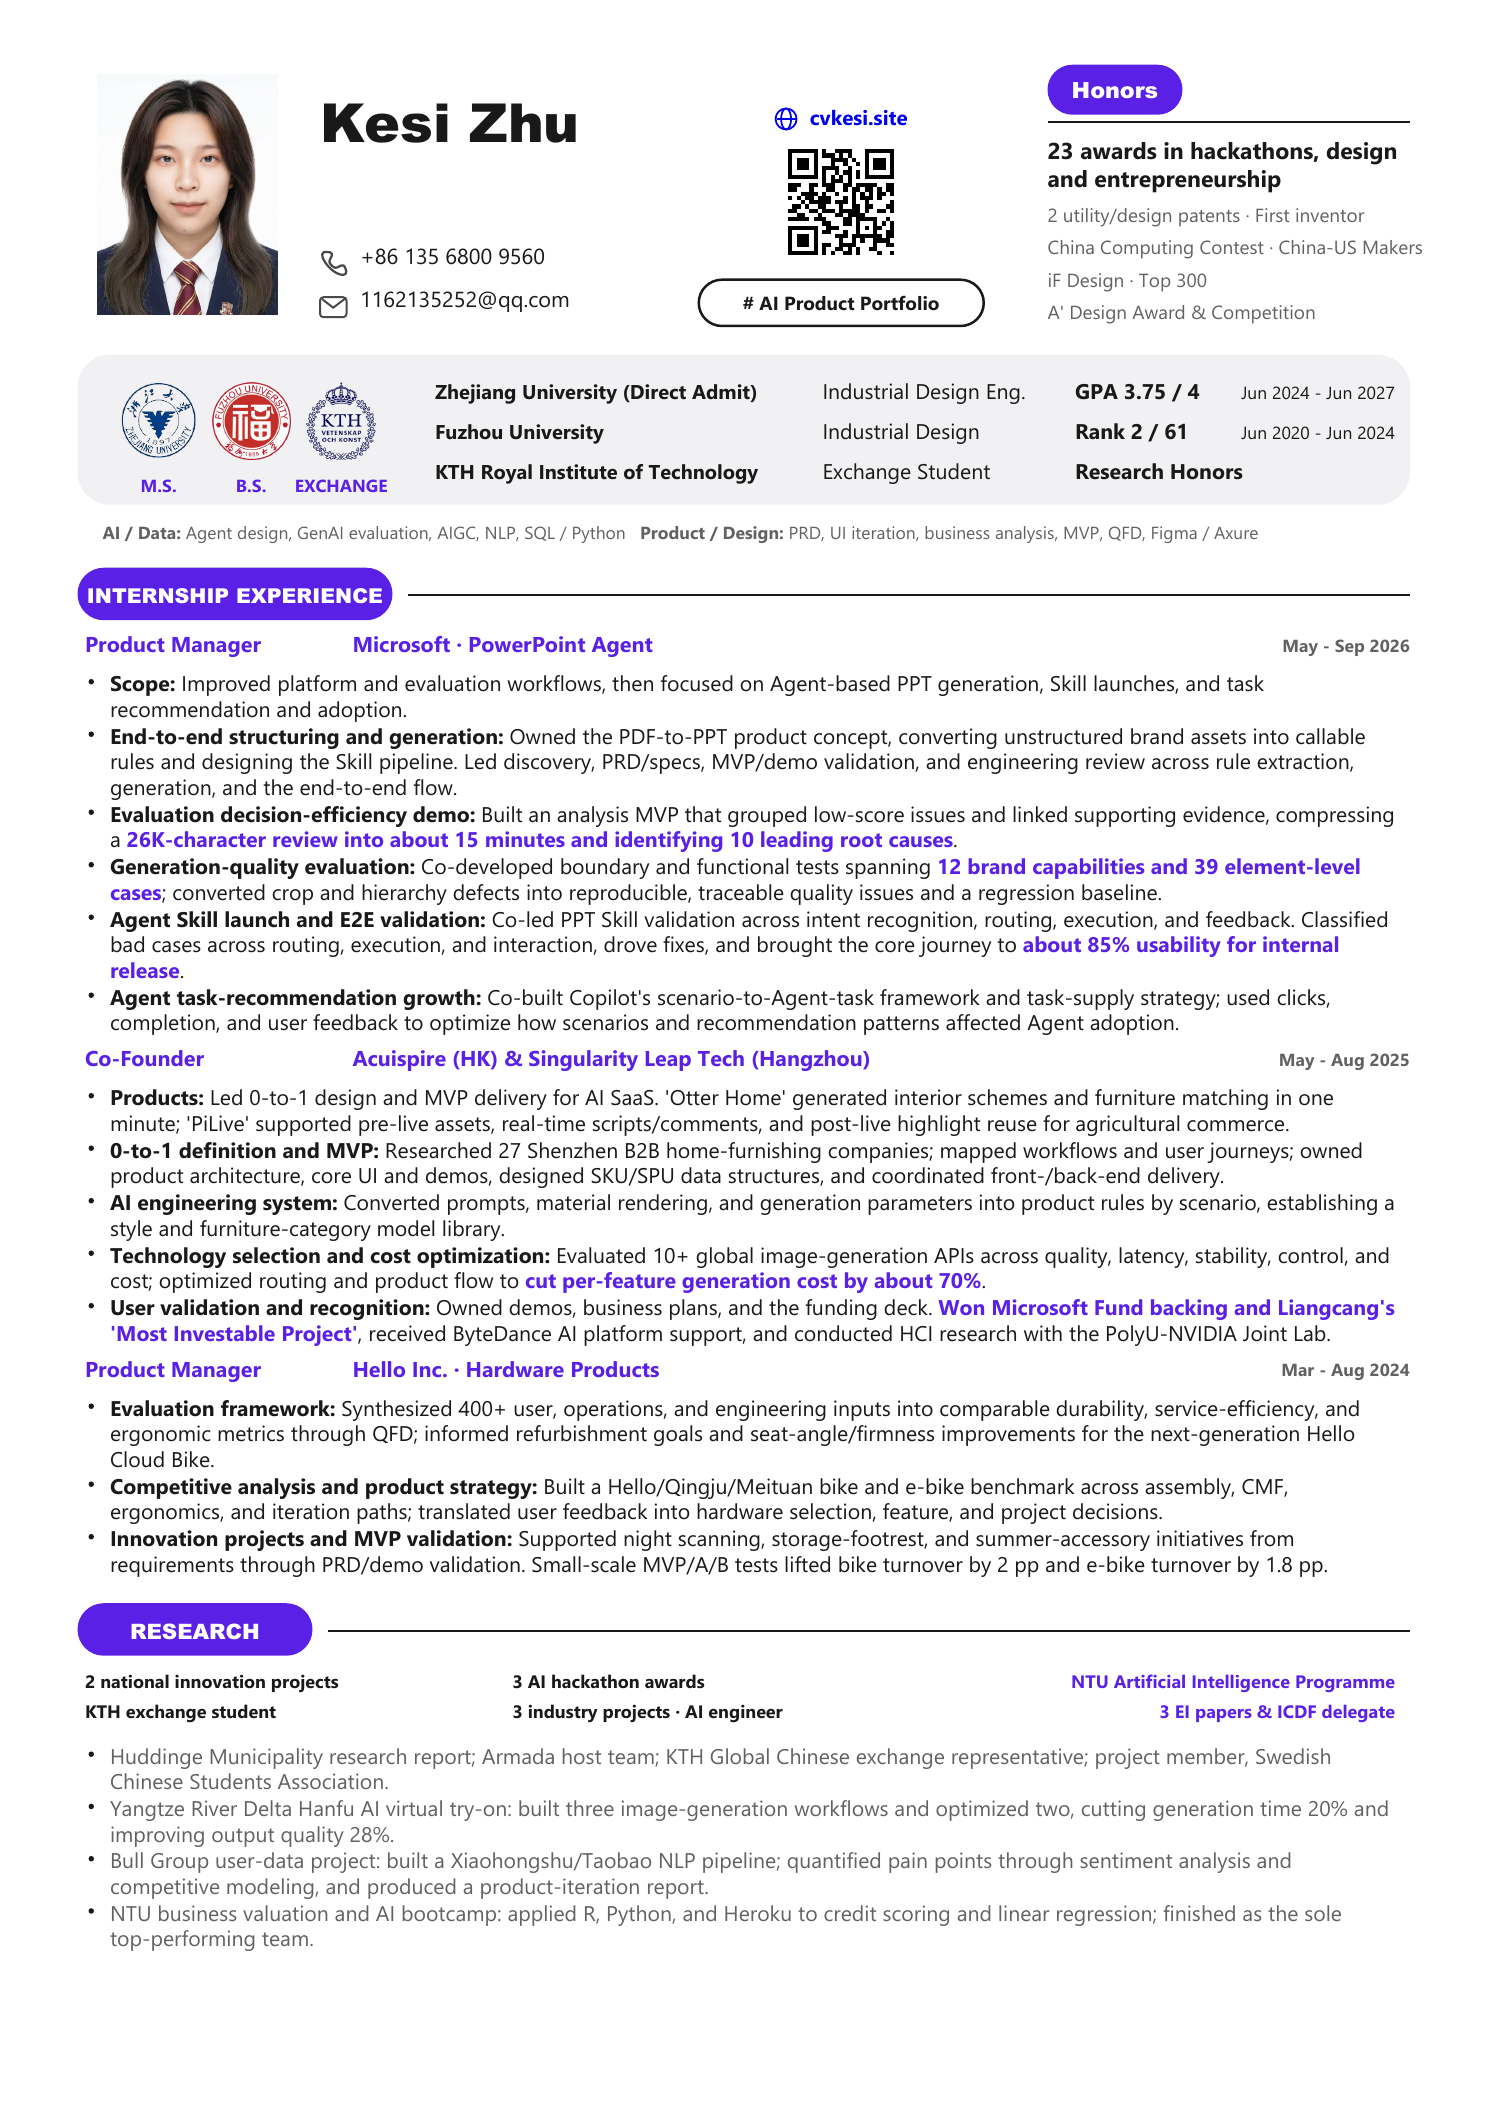 Kesi Zhu
+86 135 6800 9560
1162135252@qq.com
cvkesi.site
# AI Product Portfolio
Honors
23 awards in hackathons, design
and entrepreneurship
2 utility/design patents · First inventor
China Computing Contest · China-US Makers
iF Design · Top 300
A' Design Award & Competition
ZHEJIANG UNIVERSITY
1897
FUZHOU UNIVERSITY
福
1958
KTH
VETENSKAP
OCH KONST
M.S. B.S. EXCHANGE
Zhejiang University (Direct Admit) Industrial Design Eng. GPA 3.75 / 4 Jun 2024 - Jun 2027
Fuzhou University Industrial Design Rank 2 / 61 Jun 2020 - Jun 2024
KTH Royal Institute of Technology Exchange Student Research Honors
AI / Data: Agent design, GenAI evaluation, AIGC, NLP, SQL / Python Product / Design: PRD, UI iteration, business analysis, MVP, QFD, Figma / Axure
INTERNSHIP EXPERIENCE
Product Manager Microsoft · PowerPoint Agent May - Sep 2026
• Scope: Improved platform and evaluation workflows, then focused on Agent-based PPT generation, Skill launches, and task
recommendation and adoption.
• End-to-end structuring and generation: Owned the PDF-to-PPT product concept, converting unstructured brand assets into callable
rules and designing the Skill pipeline. Led discovery, PRD/specs, MVP/demo validation, and engineering review across rule extraction,
generation, and the end-to-end flow.
• Evaluation decision-efficiency demo: Built an analysis MVP that grouped low-score issues and linked supporting evidence, compressing
a 26K-character review into about 15 minutes and identifying 10 leading root causes.
• Generation-quality evaluation: Co-developed boundary and functional tests spanning 12 brand capabilities and 39 element-level
cases; converted crop and hierarchy defects into reproducible, traceable quality issues and a regression baseline.
• Agent Skill launch and E2E validation: Co-led PPT Skill validation across intent recognition, routing, execution, and feedback. Classified
bad cases across routing, execution, and interaction, drove fixes, and brought the core journey to about 85% usability for internal
release.
• Agent task-recommendation growth: Co-built Copilot's scenario-to-Agent-task framework and task-supply strategy; used clicks,
completion, and user feedback to optimize how scenarios and recommendation patterns affected Agent adoption.
Co-Founder Acuispire (HK) & Singularity Leap Tech (Hangzhou) May - Aug 2025
• Products: Led 0-to-1 design and MVP delivery for AI SaaS. 'Otter Home' generated interior schemes and furniture matching in one
minute; 'PiLive' supported pre-live assets, real-time scripts/comments, and post-live highlight reuse for agricultural commerce.
• 0-to-1 definition and MVP: Researched 27 Shenzhen B2B home-furnishing companies; mapped workflows and user journeys; owned
product architecture, core UI and demos, designed SKU/SPU data structures, and coordinated front-/back-end delivery.
• AI engineering system: Converted prompts, material rendering, and generation parameters into product rules by scenario, establishing a
style and furniture-category model library.
• Technology selection and cost optimization: Evaluated 10+ global image-generation APIs across quality, latency, stability, control, and
cost; optimized routing and product flow to cut per-feature generation cost by about 70%.
• User validation and recognition: Owned demos, business plans, and the funding deck. Won Microsoft Fund backing and Liangcang's
'Most Investable Project', received ByteDance AI platform support, and conducted HCI research with the PolyU-NVIDIA Joint Lab.
Product Manager Hello Inc. · Hardware Products Mar - Aug 2024
• Evaluation framework: Synthesized 400+ user, operations, and engineering inputs into comparable durability, service-efficiency, and
ergonomic metrics through QFD; informed refurbishment goals and seat-angle/firmness improvements for the next-generation Hello
Cloud Bike.
• Competitive analysis and product strategy: Built a Hello/Qingju/Meituan bike and e-bike benchmark across assembly, CMF,
ergonomics, and iteration paths; translated user feedback into hardware selection, feature, and project decisions.
• Innovation projects and MVP validation: Supported night scanning, storage-footrest, and summer-accessory initiatives from
requirements through PRD/demo validation. Small-scale MVP/A/B tests lifted bike turnover by 2 pp and e-bike turnover by 1.8 pp.
RESEARCH
2 national innovation projects 3 AI hackathon awards NTU Artificial Intelligence Programme
KTH exchange student 3 industry projects · AI engineer 3 EI papers & ICDF delegate
• Huddinge Municipality research report; Armada host team; KTH Global Chinese exchange representative; project member, Swedish
Chinese Students Association.
• Yangtze River Delta Hanfu AI virtual try-on: built three image-generation workflows and optimized two, cutting generation time 20% and
improving output quality 28%.
• Bull Group user-data project: built a Xiaohongshu/Taobao NLP pipeline; quantified pain points through sentiment analysis and
competitive modeling, and produced a product-iteration report.
• NTU business valuation and AI bootcamp: applied R, Python, and Heroku to credit scoring and linear regression; finished as the sole
top-performing team.